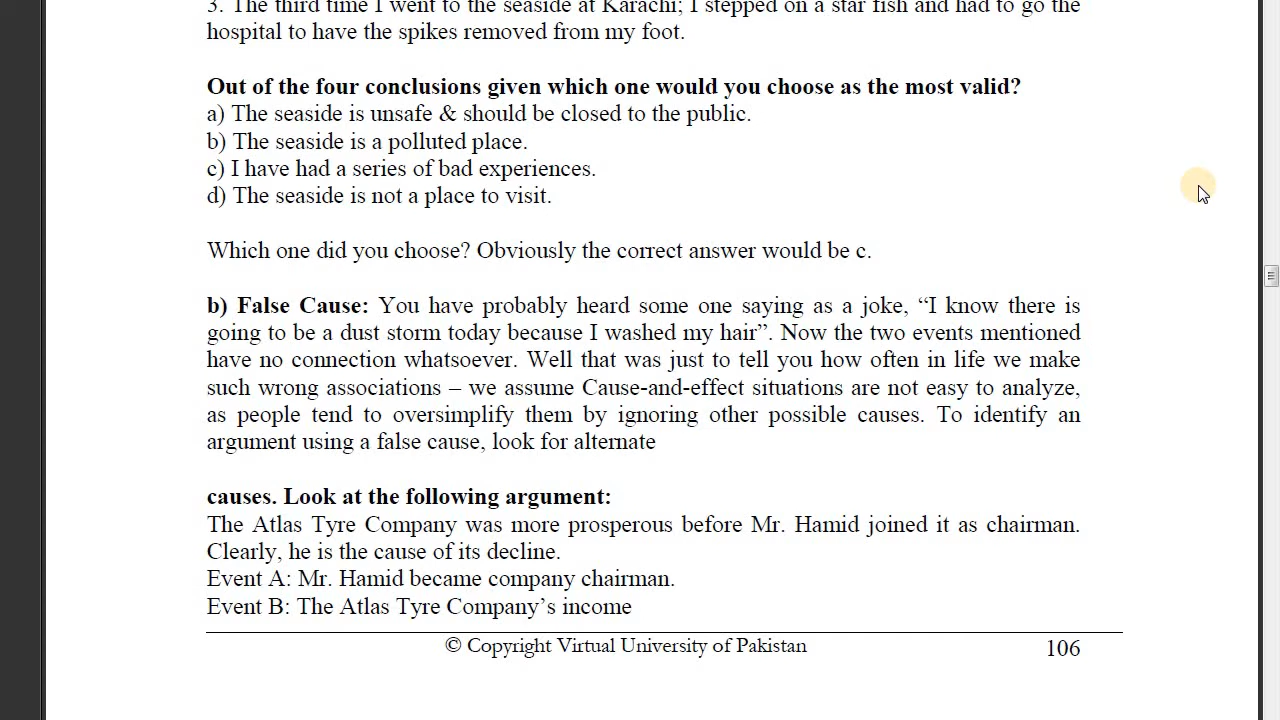 3. The third time I went to the seaside at Karachi; I stepped on a star fish and had to go the
hospital to have the spikes removed from my foot.
Out of the four conclusions given which one would you choose as the most valid?
a) The seaside is unsafe & should be closed to the public.
b) The seaside is a polluted place.
c) I have had a series of bad experiences.
d) The seaside is not a place to visit.
Which one did you choose? Obviously the correct answer would be c.
b) False Cause: You have probably heard some one saying as a joke, “I know there is
going to be a dust storm today because I washed my hair”. Now the two events mentioned
have no connection whatsoever. Well that was just to tell you how often in life we make
such wrong associations – we assume Cause-and-effect situations are not easy to analyze,
as people tend to oversimplify them by ignoring other possible causes. To identify an
argument using a false cause, look for alternate
causes. Look at the following argument:
The Atlas Tyre Company was more prosperous before Mr. Hamid joined it as chairman.
Clearly, he is the cause of its decline.
Event A: Mr. Hamid became company chairman.
Event B: The Atlas Tyre Company’s income
© Copyright Virtual University of Pakistan 106